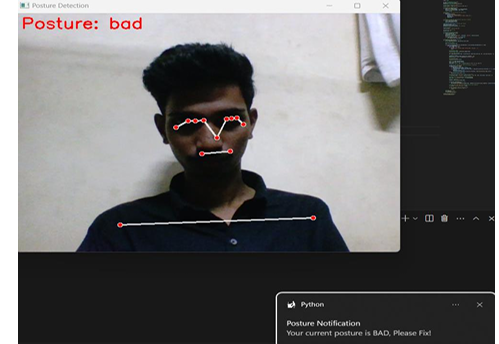 Posture Detection
Posture: bad
Python
Posture Notification
Your current posture is BAD, Please Fix!